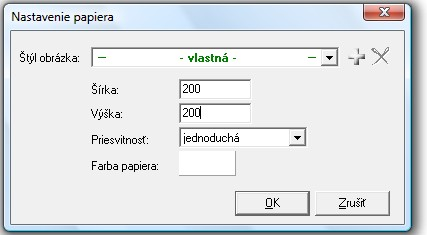 Nastavenie papiera
Štýl obrázka: - vlastná -
Šírka: 200
Výška: 200
Priesvitnosť: jednoduchá
Farba papiera:
OK Zrušiť